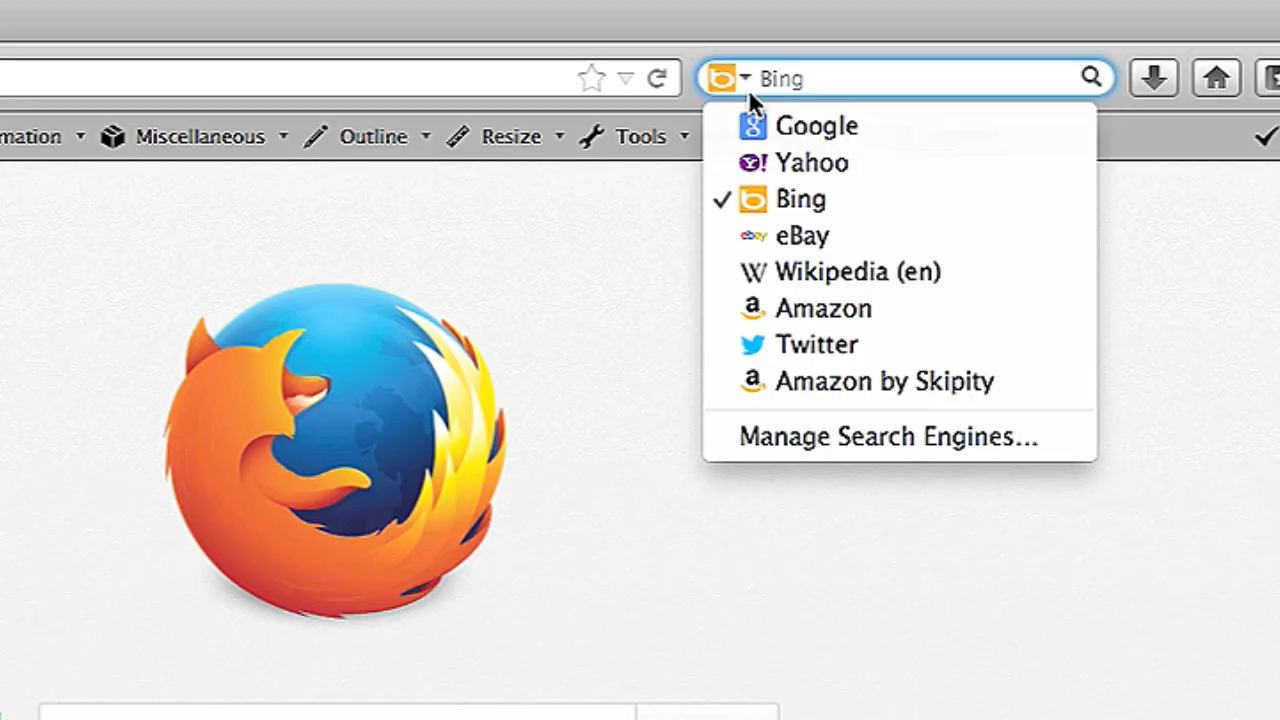 Bing
mation Miscellaneous Outline Resize Tools
Google
Yahoo
Bing
eBay
Wikipedia (en)
Amazon
Twitter
Amazon by Skipity
Manage Search Engines...